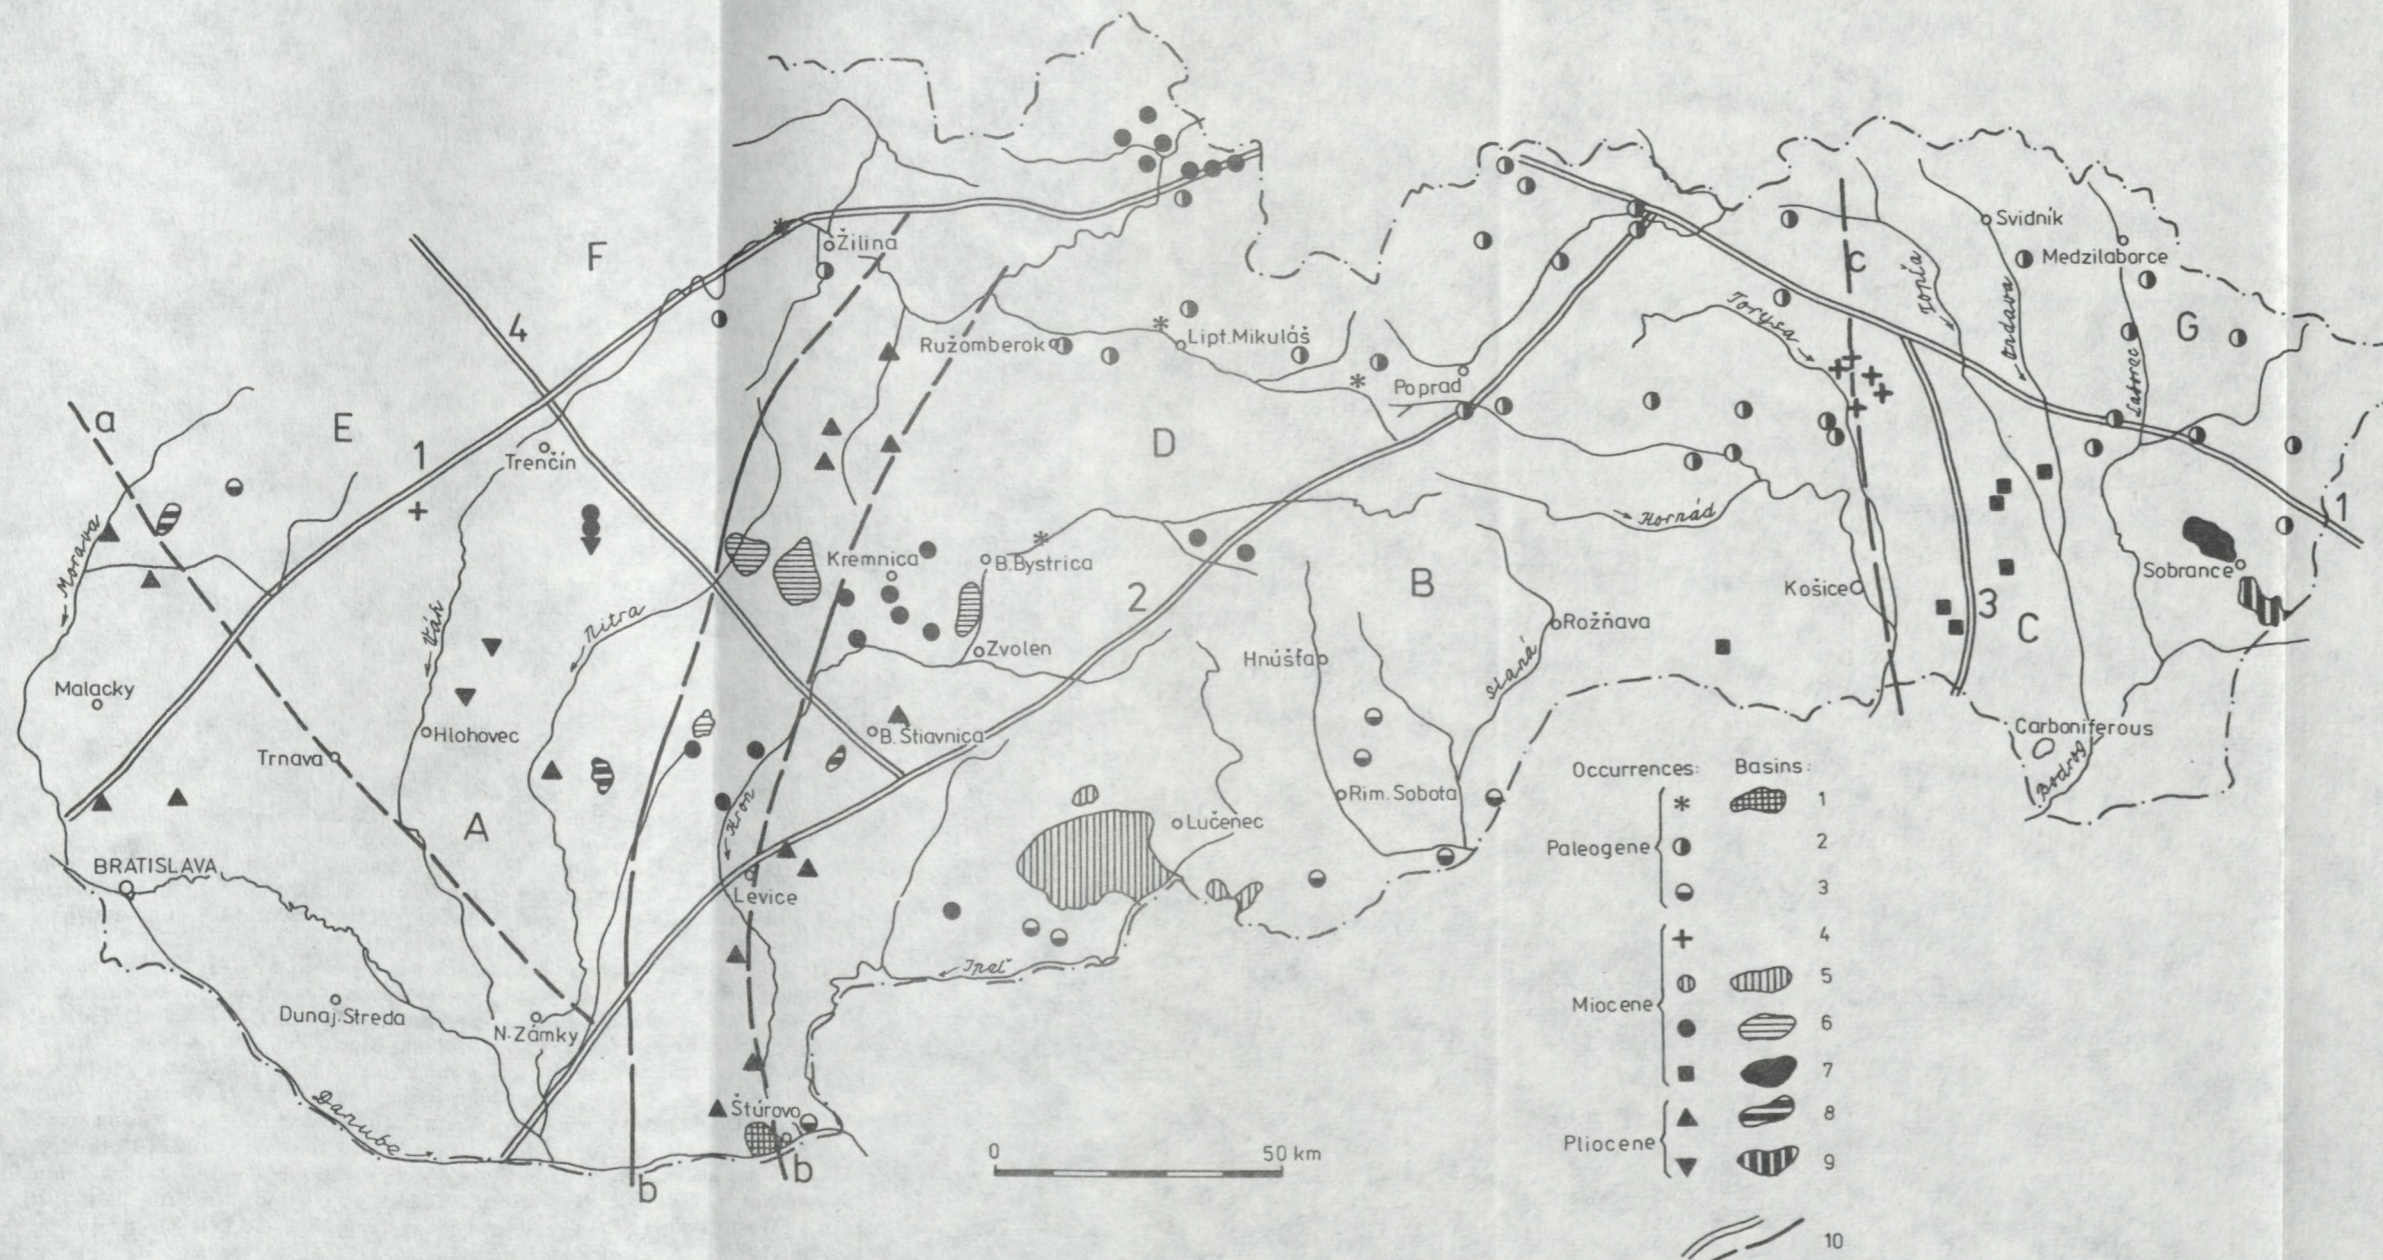 F
Žilina
c
Svidník
Medzilaborce
Topľa
Ondava
4
Torysa
Laborec
G
Ružomberok
Lipt. Mikuláš
Poprad
a
E
1
Trenčín
D
1
Morava
Hornád
Kremnica
B.Bystrica
Sobrance
B
Košice
2
3
C
Váh
Nitra
Zvolen
Rožňava
Hnúšťa
Slaná
Malacky
Hlohovec
Trnava
B. Štiavnica
Carboniferous
Bodrog
Occurrences: Basins:
Rim. Sobota
Hron
Lučenec
A
Paleogene
1
2
3
BRATISLAVA
Levice
Miocene
4
5
6
7
Ipeľ
Dunaj. Streda
N. Zámky
Danube
Štúrovo
Pliocene
8
9
0 50 km
b
b
10